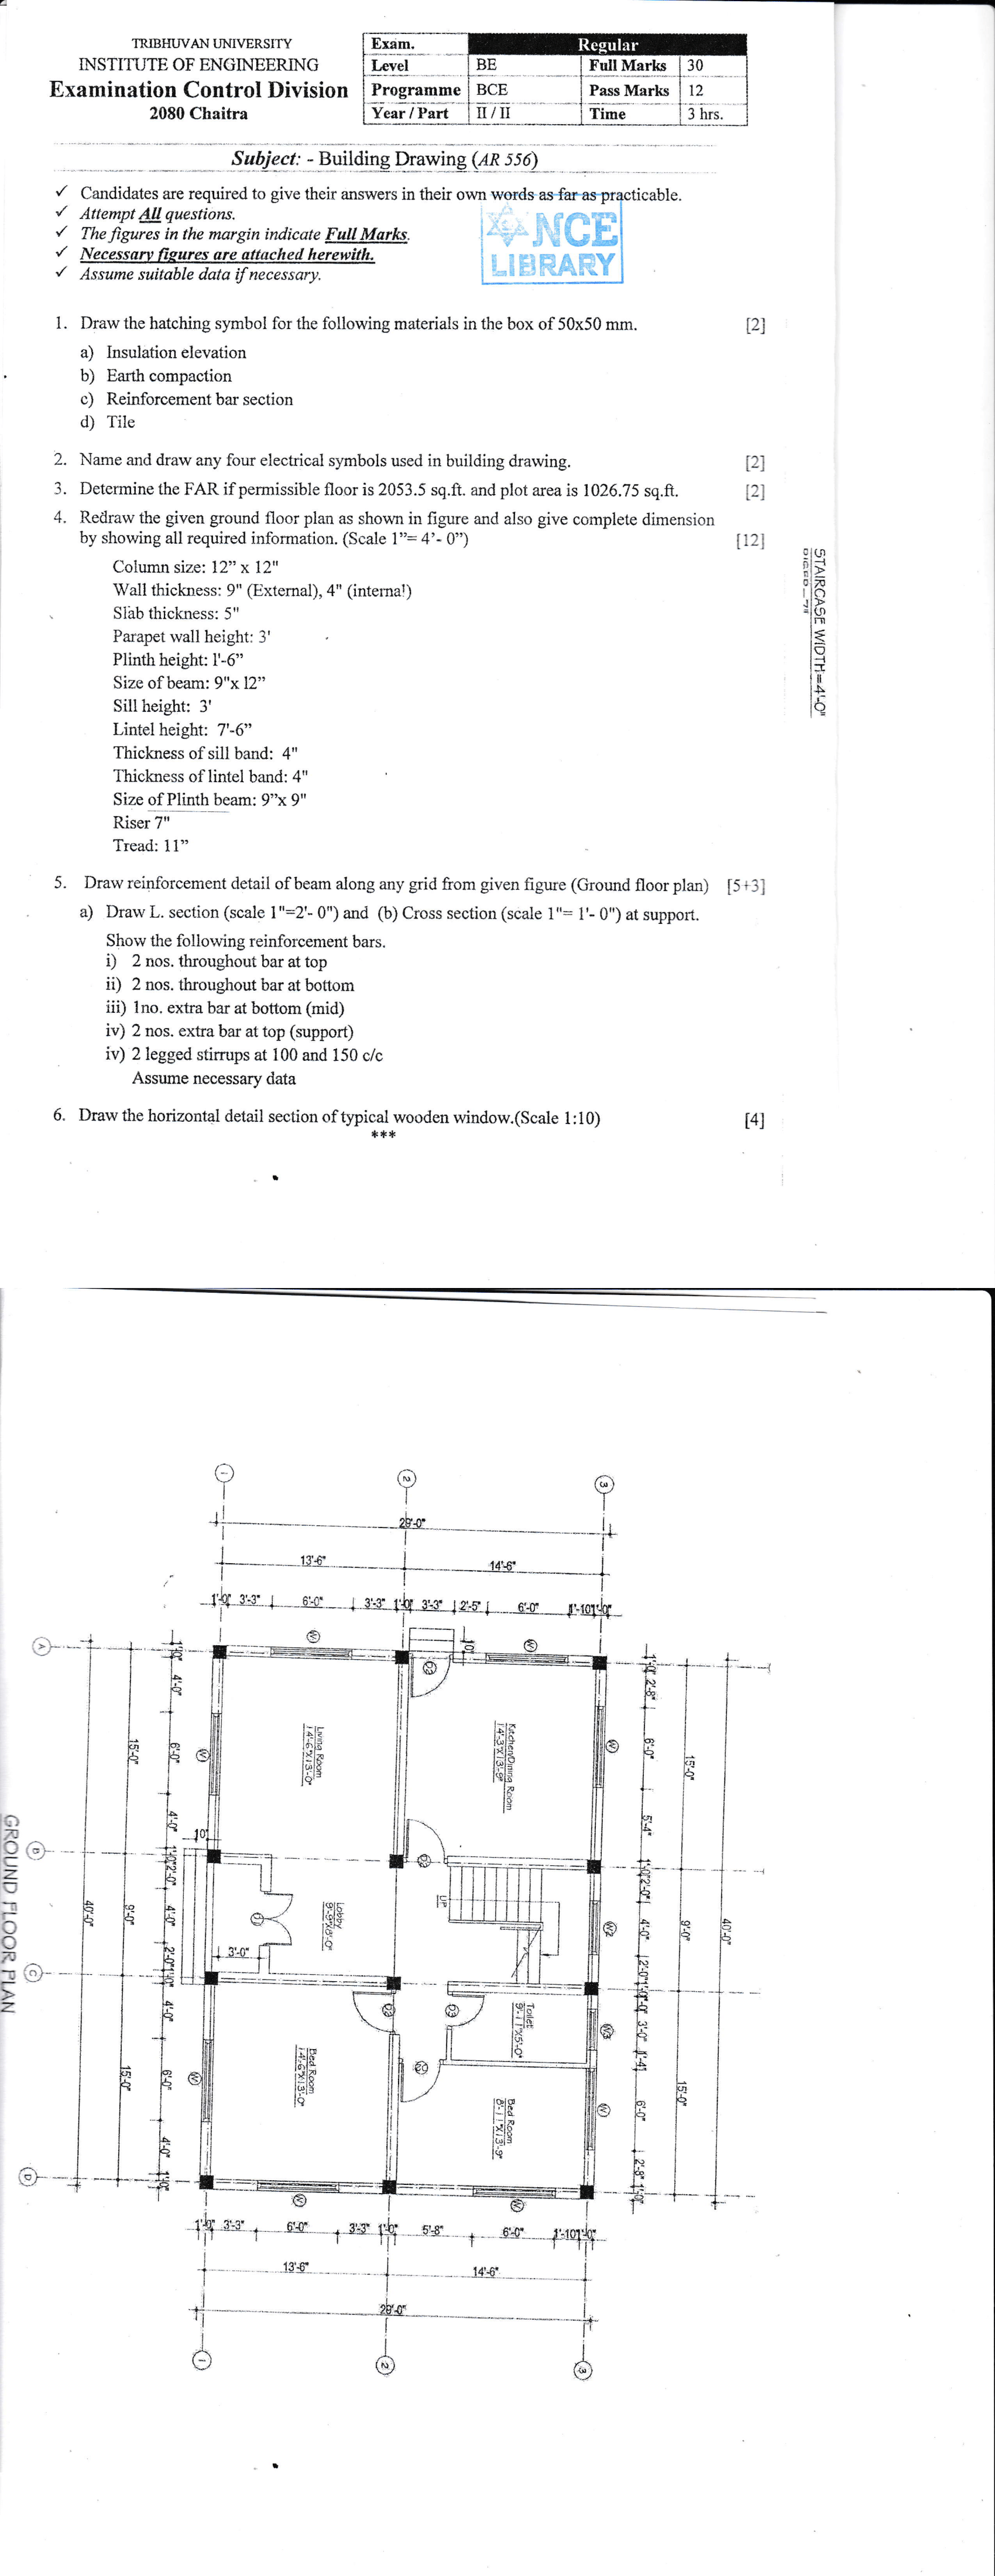 TRIBHUVAN UNIVERSITY
INSTITUTE OF ENGINEERING
Examination Control Division
2080 Chaitra
Exam. Regular
Level BE Full Marks 30
Programme BCE Pass Marks 12
Year / Part II / II Time 3 hrs.
Subject: - Building Drawing (AR 556)
✓ Candidates are required to give their answers in their own words as far as practicable.
✓ Attempt All questions.
✓ The figures in the margin indicate Full Marks.
✓ Necessary figures are attached herewith.
✓ Assume suitable data if necessary.
NCE
LIBRARY
1. Draw the hatching symbol for the following materials in the box of 50x50 mm. [2]
a) Insulation elevation
b) Earth compaction
c) Reinforcement bar section
d) Tile
2. Name and draw any four electrical symbols used in building drawing. [2]
3. Determine the FAR if permissible floor is 2053.5 sq.ft. and plot area is 1026.75 sq.ft. [2]
4. Redraw the given ground floor plan as shown in figure and also give complete dimension
by showing all required information. (Scale 1”= 4’- 0”) [12]
Column size: 12” x 12"
Wall thickness: 9" (External), 4" (internal)
Slab thickness: 5"
Parapet wall height: 3'
Plinth height: 1'-6”
Size of beam: 9"x 12”
Sill height: 3'
Lintel height: 7'-6”
Thickness of sill band: 4"
Thickness of lintel band: 4"
Size of Plinth beam: 9”x 9"
Riser 7"
Tread: 11”
STAIRCASE WIDTH=4'-0"
5. Draw reinforcement detail of beam along any grid from given figure (Ground floor plan) [5+3]
a) Draw L. section (scale 1"=2'- 0") and (b) Cross section (scale 1"= 1'- 0") at support.
Show the following reinforcement bars.
i) 2 nos. throughout bar at top
ii) 2 nos. throughout bar at bottom
iii) 1no. extra bar at bottom (mid)
iv) 2 nos. extra bar at top (support)
iv) 2 legged stirrups at 100 and 150 c/c
Assume necessary data
6. Draw the horizontal detail section of typical wooden window.(Scale 1:10) [4]
***
1 2 3
28'-0"
13'-6" 14'-6"
1'-0" 3'-3" 6'-0" 3'-3" 1'-0" 3'-3" 2'-5" 6'-0" 1'-10" 1'-0"
A
B
C
D
1'-0" 4'-0" 6'-0" 4'-0" 1'-0" 2'-0" 4'-0" 2'-0" 1'-0" 4'-0" 6'-0" 4'-0" 1'-0"
15'-0" 9'-0" 15'-0"
40'-0"
Living Room
14'-6"X13'-0"
Kitchen/Dining Room
14'-3"X13'-9"
Lobby
9'-9"X8'-0"
UP
3'-0"
10"
10"
Toilet
9'-11"X5'-0"
Bed Room
14'-6"X13'-0"
Bed Room
8'-11"X13'-9"
W W W W W W W W
W2
W3
1'-0" 2'-8" 6'-0" 5'-4" 1'-0" 2'-0" 4'-0" 2'-0" 1'-0" 3'-0" 1'-4" 6'-0" 2'-8" 1'-0"
15'-0" 9'-0" 15'-0"
40'-0"
1'-0" 3'-3" 6'-0" 3'-3" 1'-0" 5'-8" 6'-0" 1'-10" 1'-0"
13'-6" 14'-6"
28'-0"
1 2 3
GROUND FLOOR PLAN